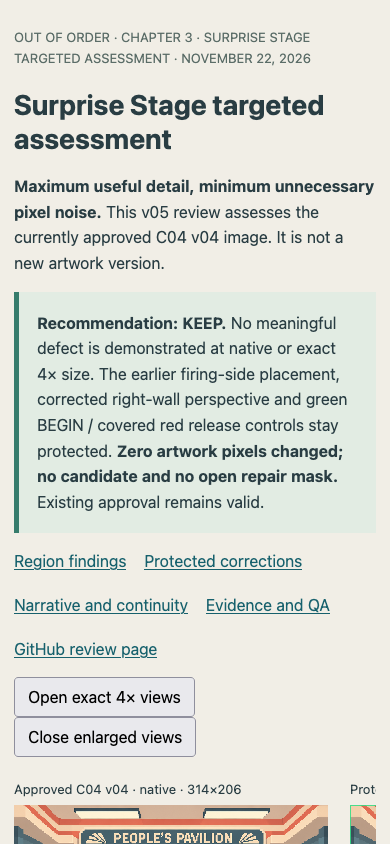 OUT OF ORDER · CHAPTER 3 · SURPRISE STAGE
TARGETED ASSESSMENT · NOVEMBER 22, 2026
Surprise Stage targeted
assessment
Maximum useful detail, minimum unnecessary
pixel noise. This v05 review assesses the
currently approved C04 v04 image. It is not a
new artwork version.
Recommendation: KEEP. No meaningful
defect is demonstrated at native or exact
4× size. The earlier firing-side placement,
corrected right-wall perspective and green
BEGIN / covered red release controls stay
protected. Zero artwork pixels changed;
no candidate and no open repair mask.
Existing approval remains valid.
Region findings Protected corrections
Narrative and continuity Evidence and QA
GitHub review page
Open exact 4× views
Close enlarged views
Approved C04 v04 · native · 314×206 Prot
PEOPLE'S PAVILION